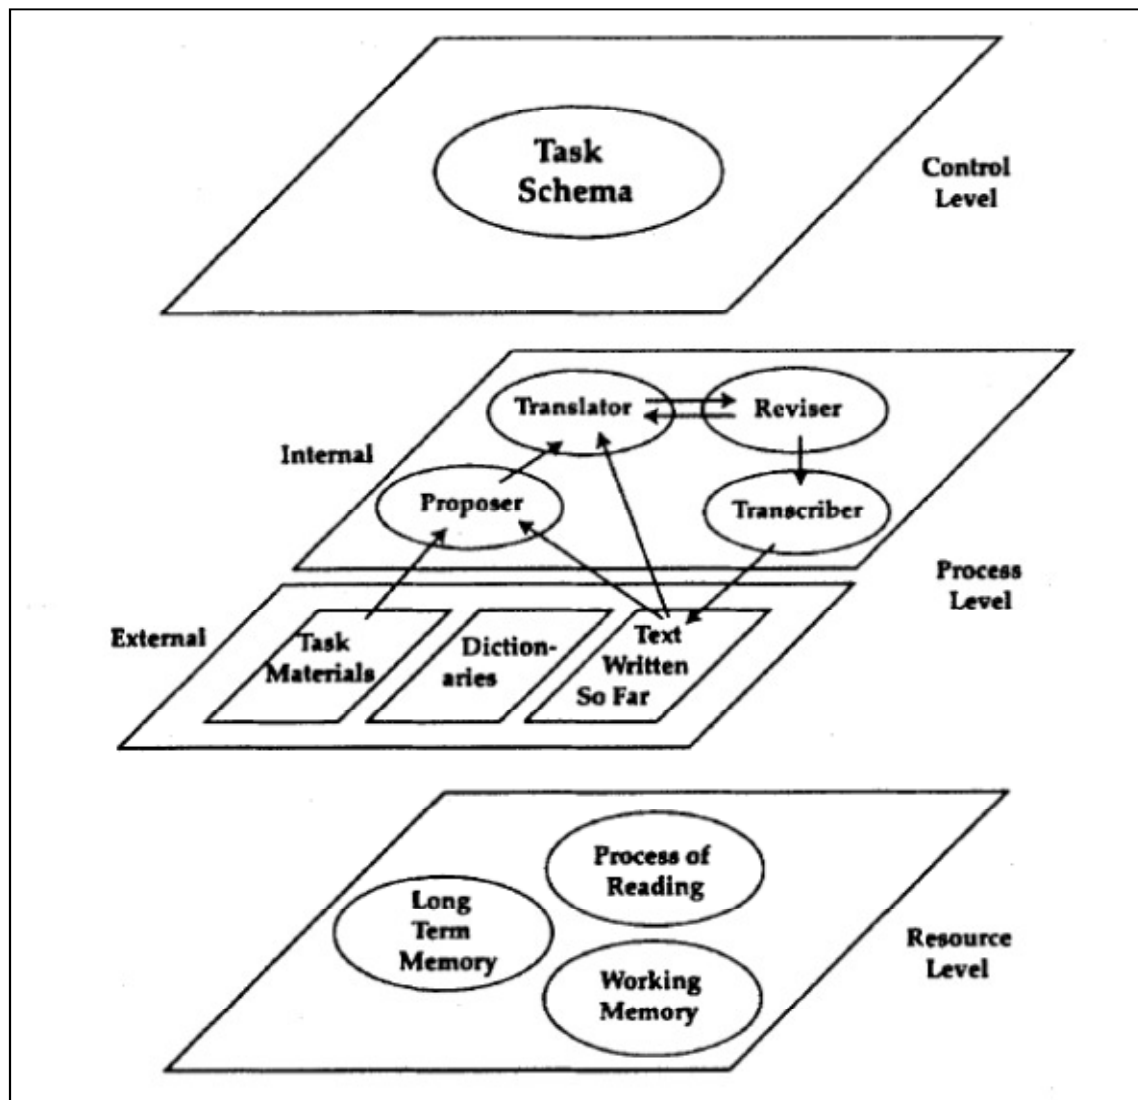 Task
Schema
Control
Level
Translator
Reviser
Internal
Proposer
Transcriber
Process
Level
External
Task
Materials
Diction-
aries
Text
Written
So Far
Process of
Reading
Long
Term
Memory
Resource
Level
Working
Memory